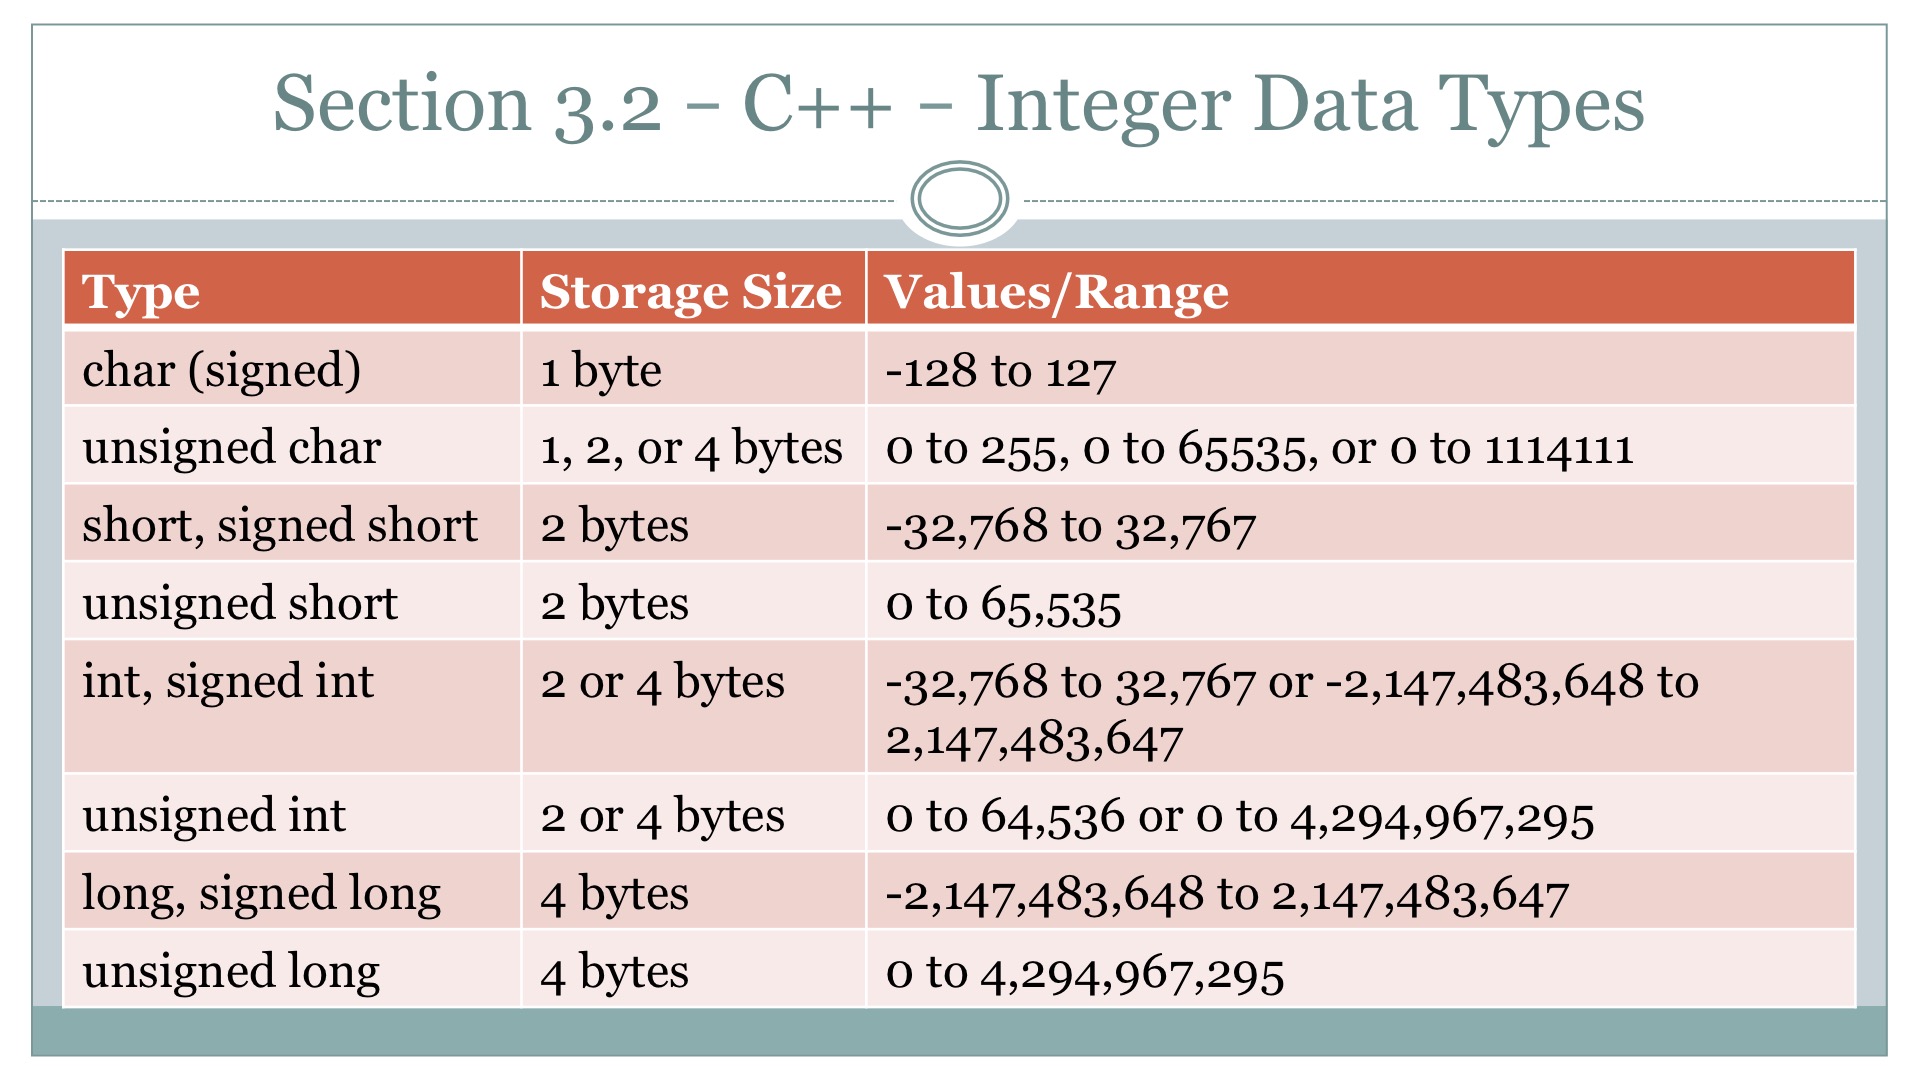 Section 3.2 – C++ – Integer Data Types
Type Storage Size Values/Range
char (signed) 1 byte -128 to 127
unsigned char 1, 2, or 4 bytes 0 to 255, 0 to 65535, or 0 to 1114111
short, signed short 2 bytes -32,768 to 32,767
unsigned short 2 bytes 0 to 65,535
int, signed int 2 or 4 bytes -32,768 to 32,767 or -2,147,483,648 to
2,147,483,647
unsigned int 2 or 4 bytes 0 to 64,536 or 0 to 4,294,967,295
long, signed long 4 bytes -2,147,483,648 to 2,147,483,647
unsigned long 4 bytes 0 to 4,294,967,295